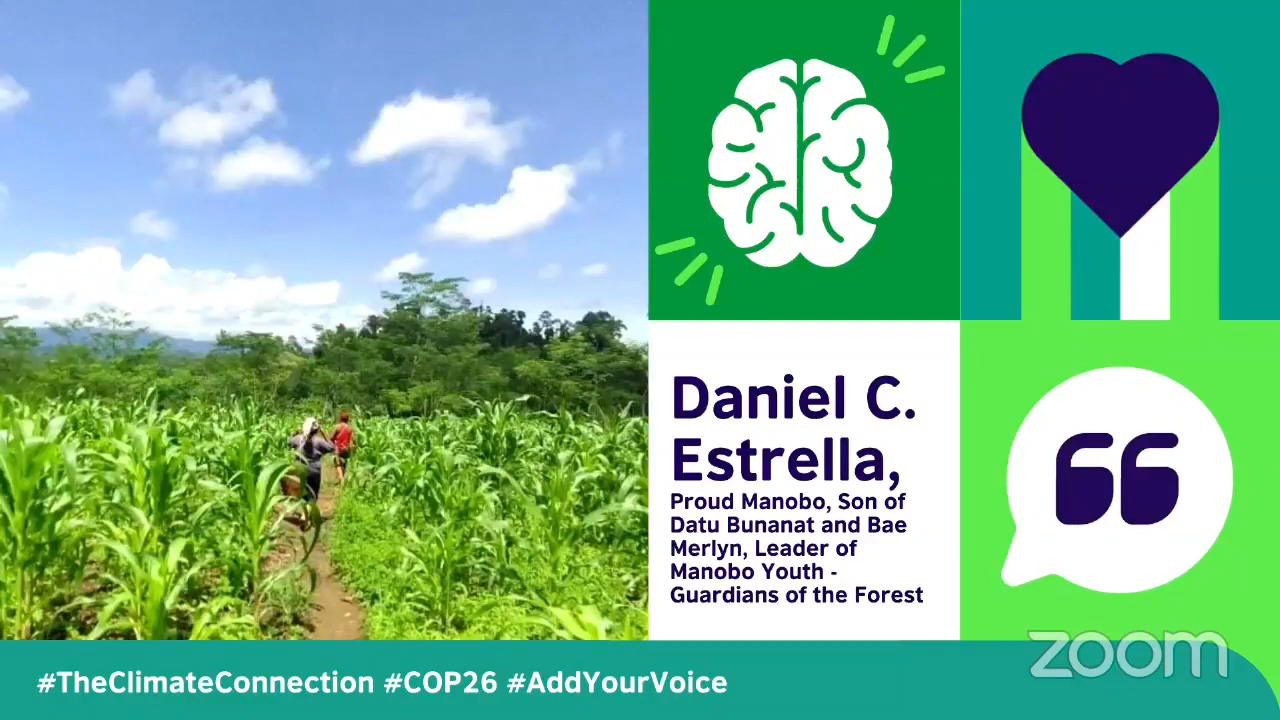 Daniel C.
Estrella,
Proud Manobo, Son of
Datu Bunanat and Bae
Merlyn, Leader of
Manobo Youth -
Guardians of the Forest
#TheClimateConnection #COP26 #AddYourVoice
zoom